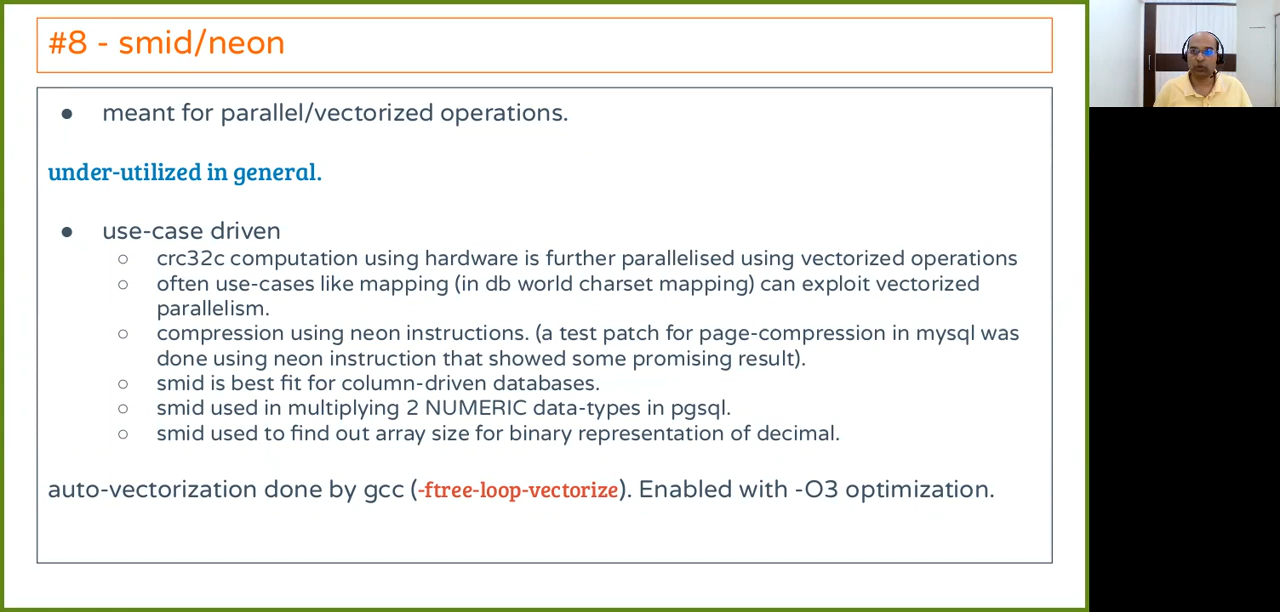 #8 - smid/neon
● meant for parallel/vectorized operations.
under-utilized in general.
● use-case driven
○ crc32c computation using hardware is further parallelised using vectorized operations
○ often use-cases like mapping (in db world charset mapping) can exploit vectorized
parallelism.
○ compression using neon instructions. (a test patch for page-compression in mysql was
done using neon instruction that showed some promising result).
○ smid is best fit for column-driven databases.
○ smid used in multiplying 2 NUMERIC data-types in pgsql.
○ smid used to find out array size for binary representation of decimal.
auto-vectorization done by gcc (-ftree-loop-vectorize). Enabled with -O3 optimization.